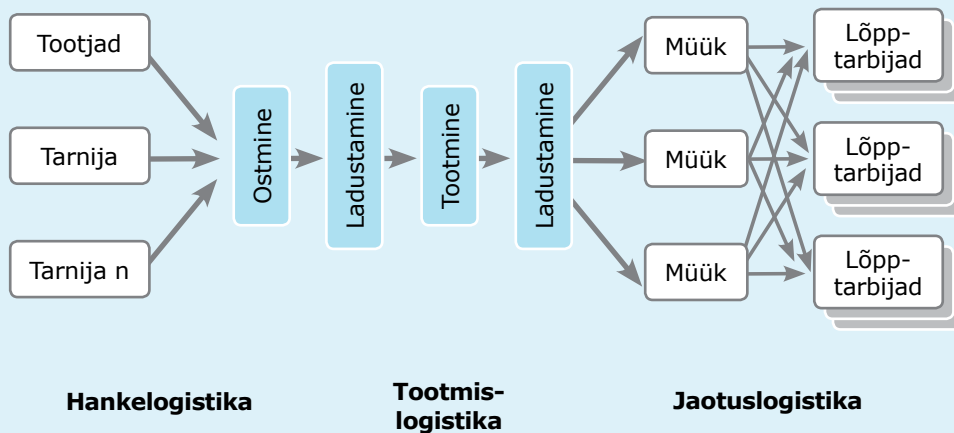 Tootjad
Tarnija
Tarnija n
Ostmine
Ladustamine
Tootmine
Ladustamine
Müük
Müük
Müük
Lõpp-
tarbijad
Lõpp-
tarbijad
Lõpp-
tarbijad
Hankelogistika
Tootmis-
logistika
Jaotuslogistika